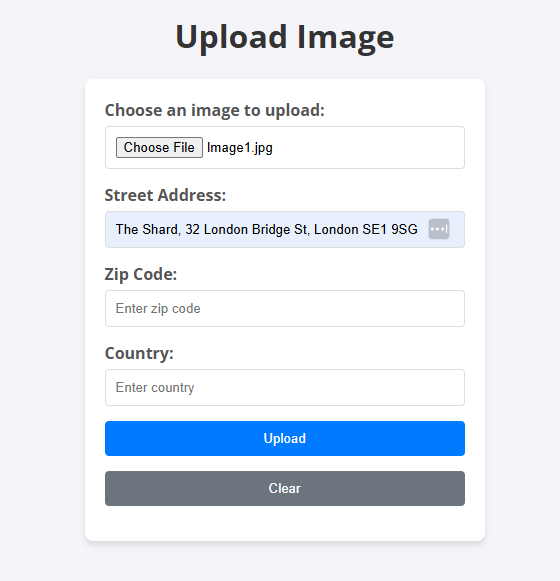 Upload Image
Choose an image to upload:
Choose File Image1.jpg
Street Address:
The Shard, 32 London Bridge St, London SE1 9SG
Zip Code:
Enter zip code
Country:
Enter country
Upload
Clear